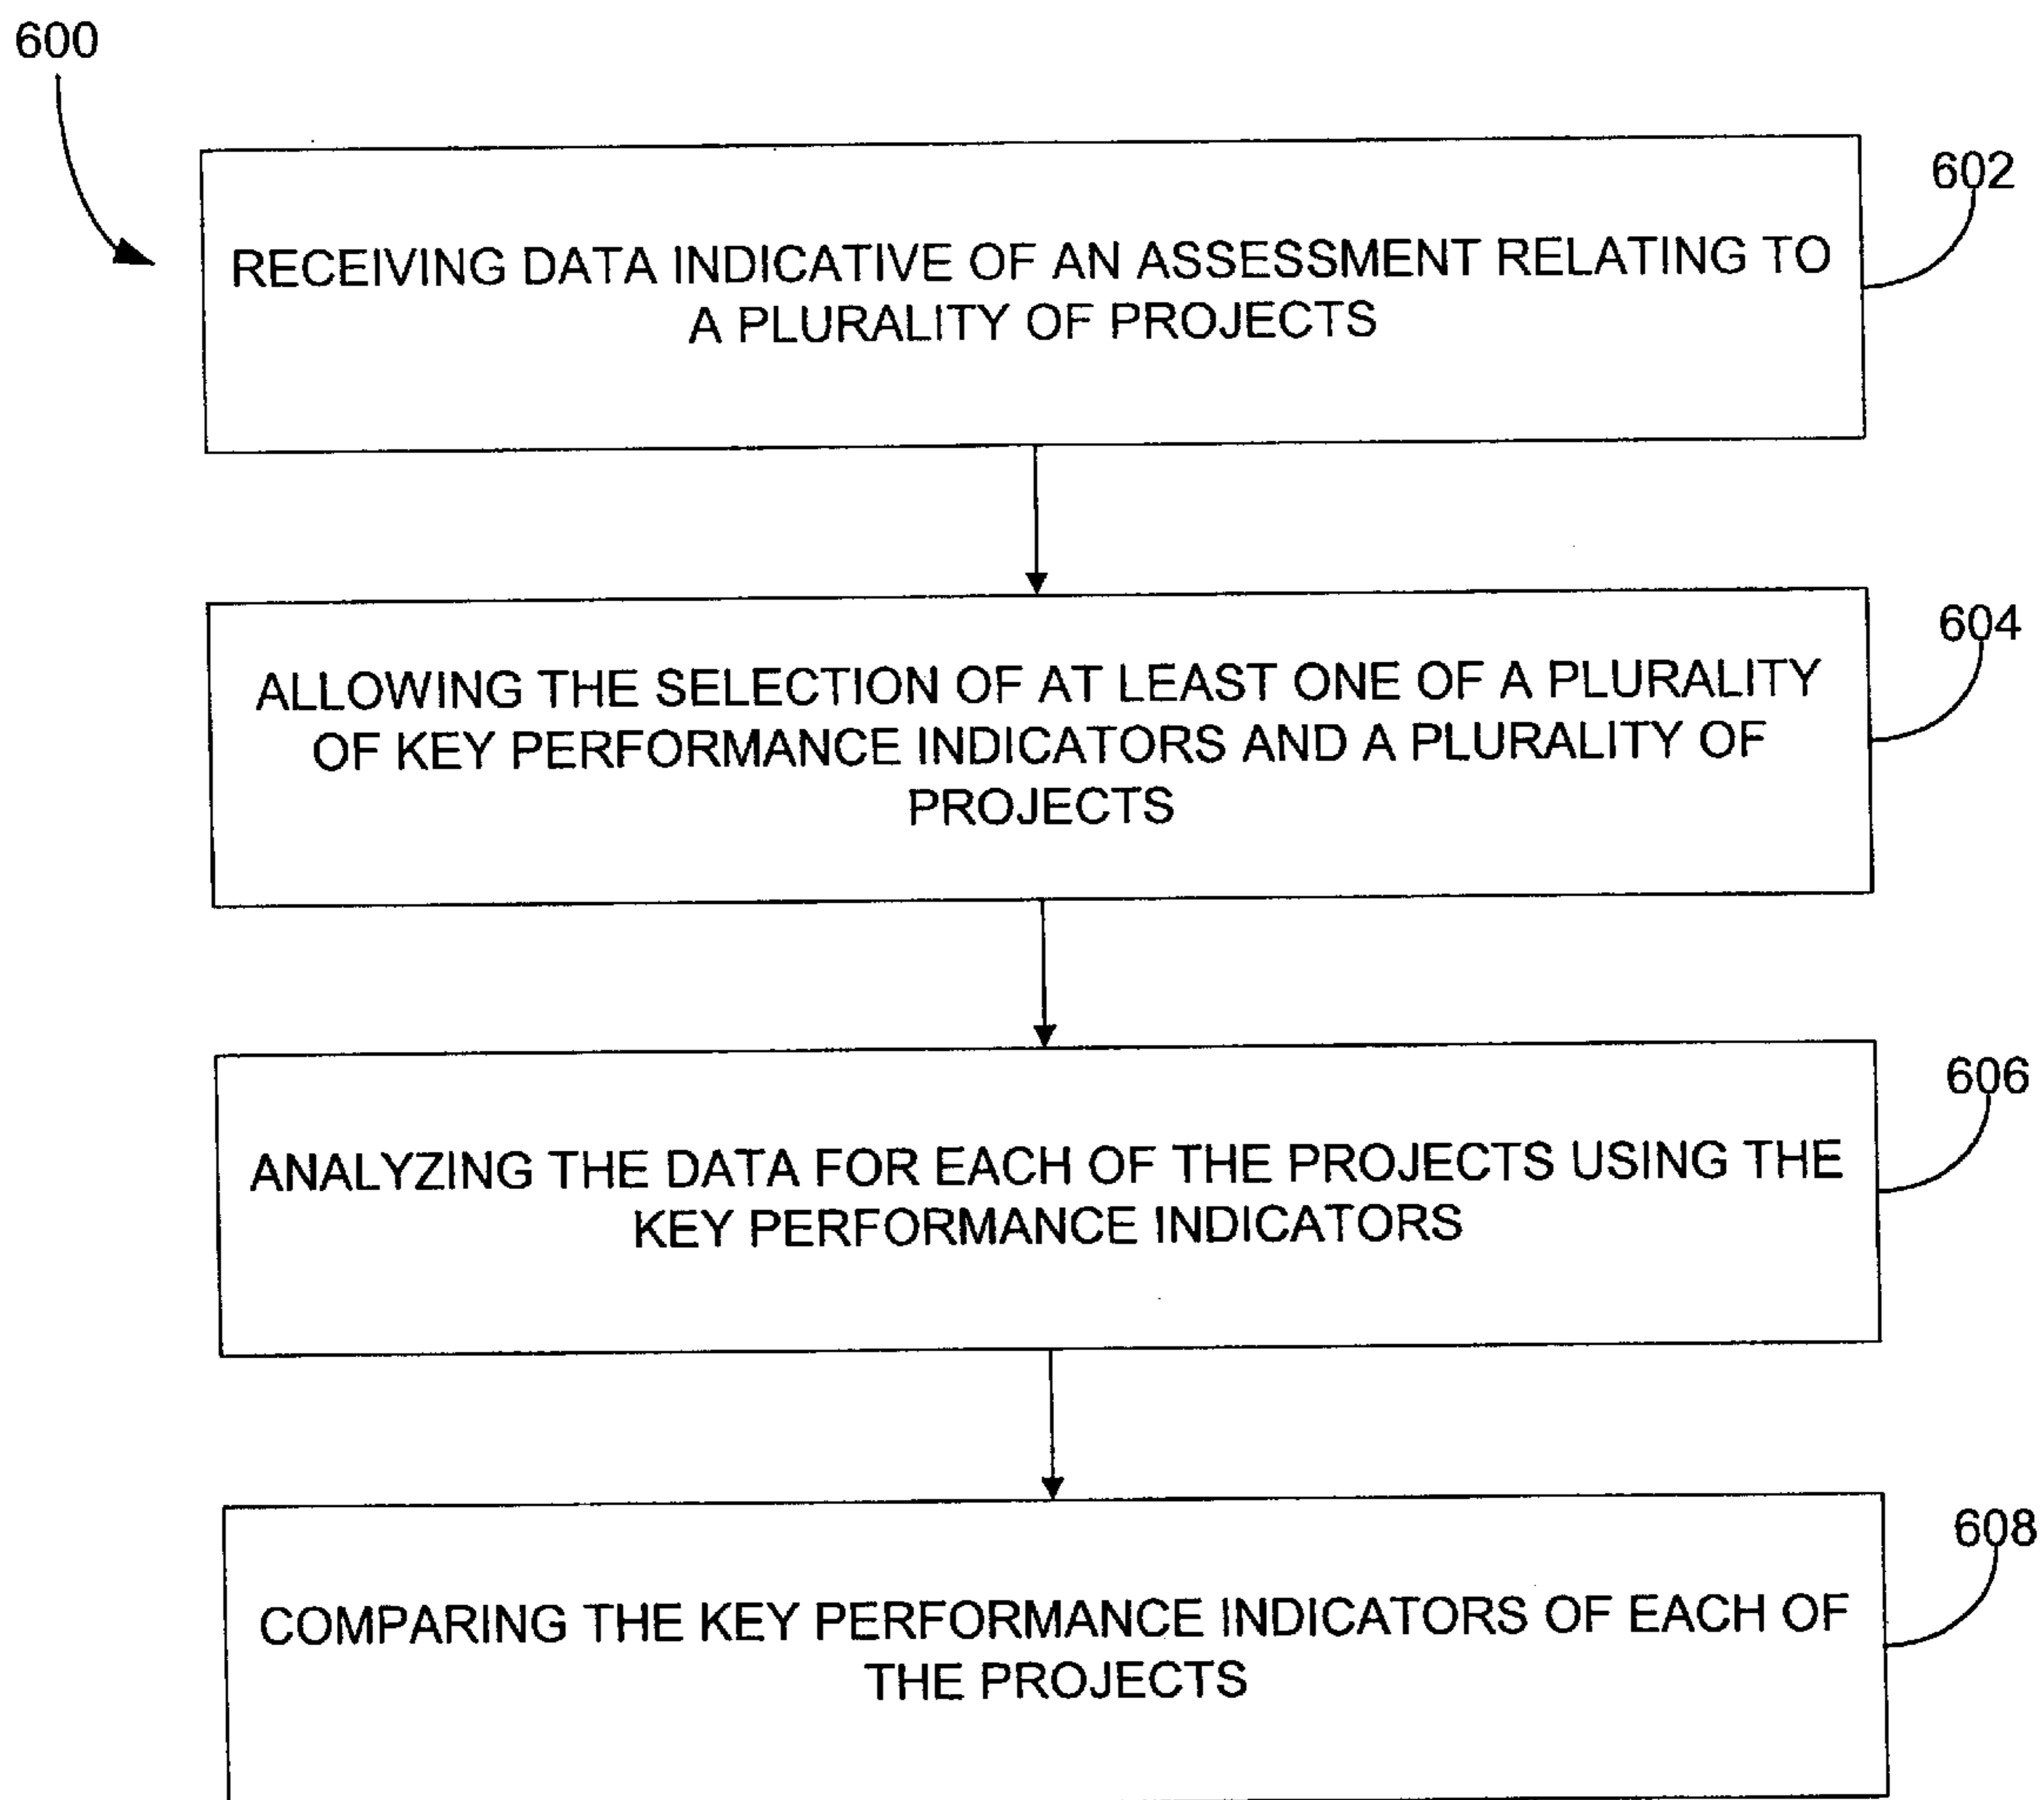 600
602
RECEIVING DATA INDICATIVE OF AN ASSESSMENT RELATING TO
A PLURALITY OF PROJECTS
604
ALLOWING THE SELECTION OF AT LEAST ONE OF A PLURALITY
OF KEY PERFORMANCE INDICATORS AND A PLURALITY OF
PROJECTS
606
ANALYZING THE DATA FOR EACH OF THE PROJECTS USING THE
KEY PERFORMANCE INDICATORS
608
COMPARING THE KEY PERFORMANCE INDICATORS OF EACH OF
THE PROJECTS